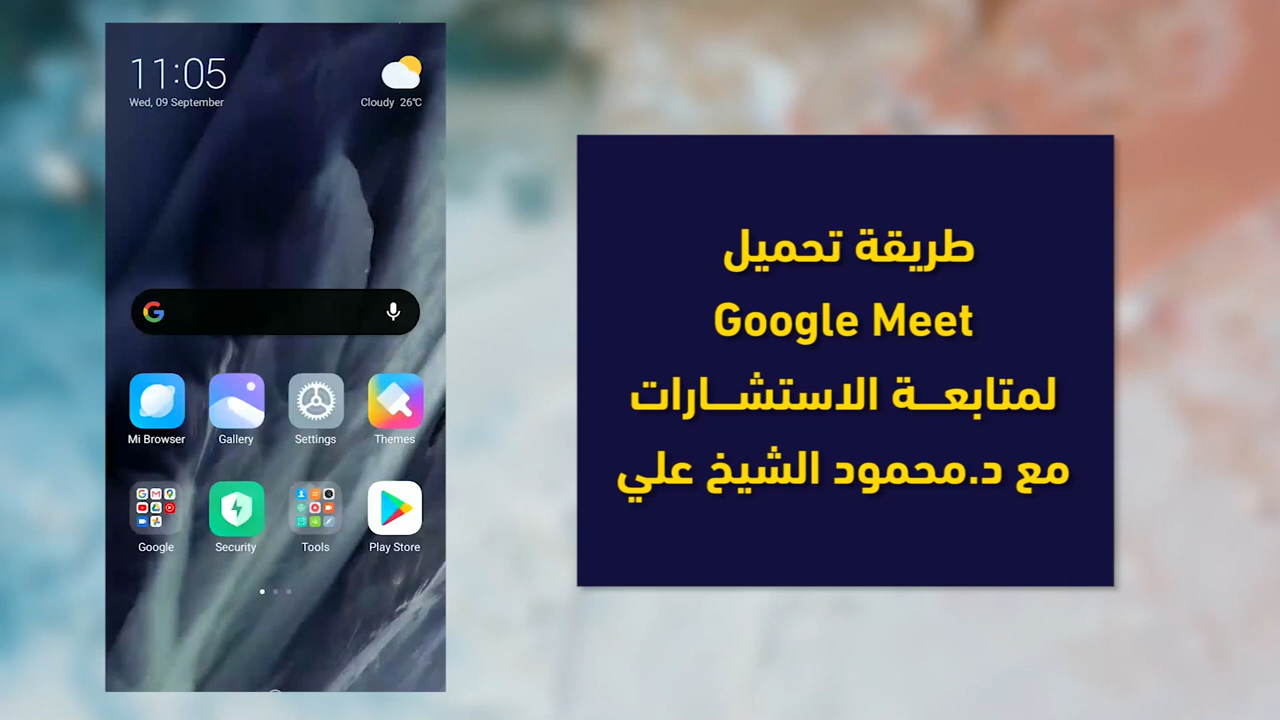 11:05
Wed, 09 September
Cloudy 26℃
Mi Browser
Gallery
Settings
Themes
Google
Security
Tools
Play Store
طريقة تحميل
Google Meet
لمتابعــة الاستشــارات
مع د.محمود الشيخ علي